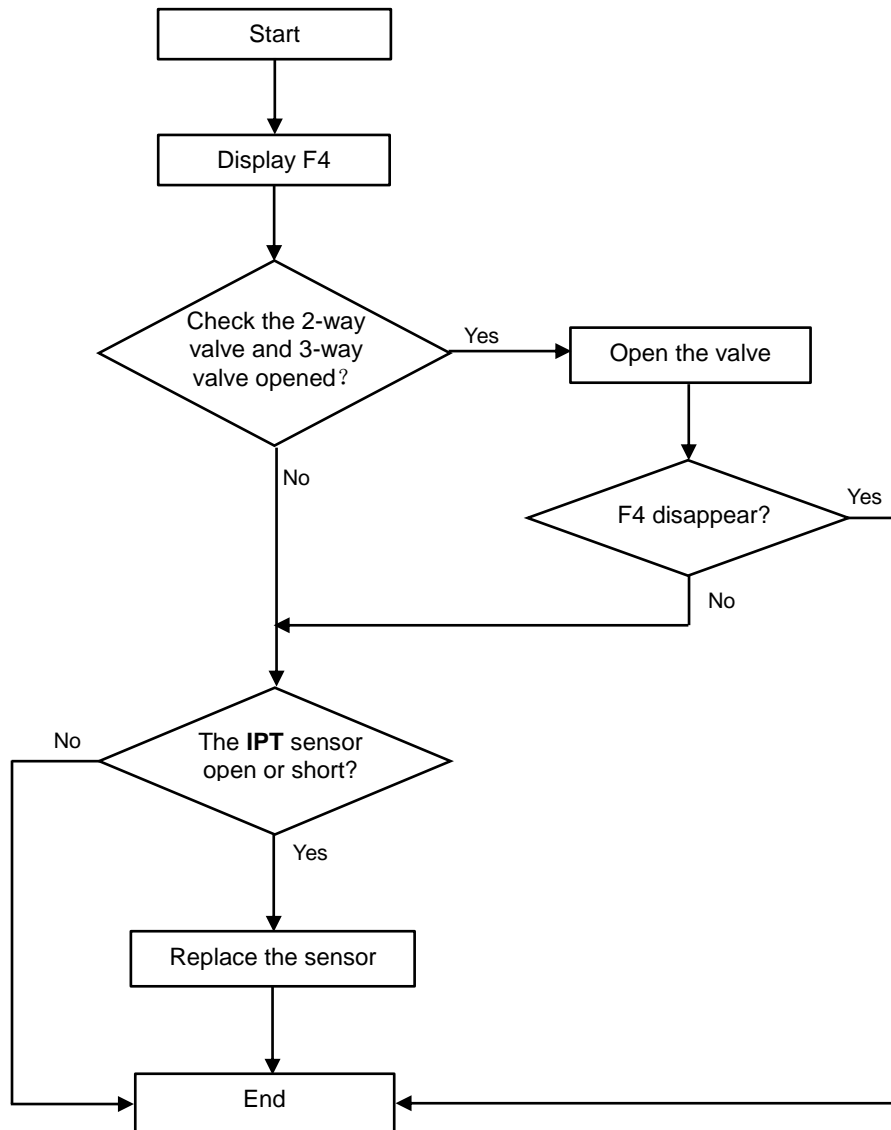 Start
Display F4
Check the 2-way
valve and 3-way
valve opened？
Yes
Open the valve
No
F4 disappear?
Yes
No
No
The IPT sensor
open or short?
Yes
Replace the sensor
End